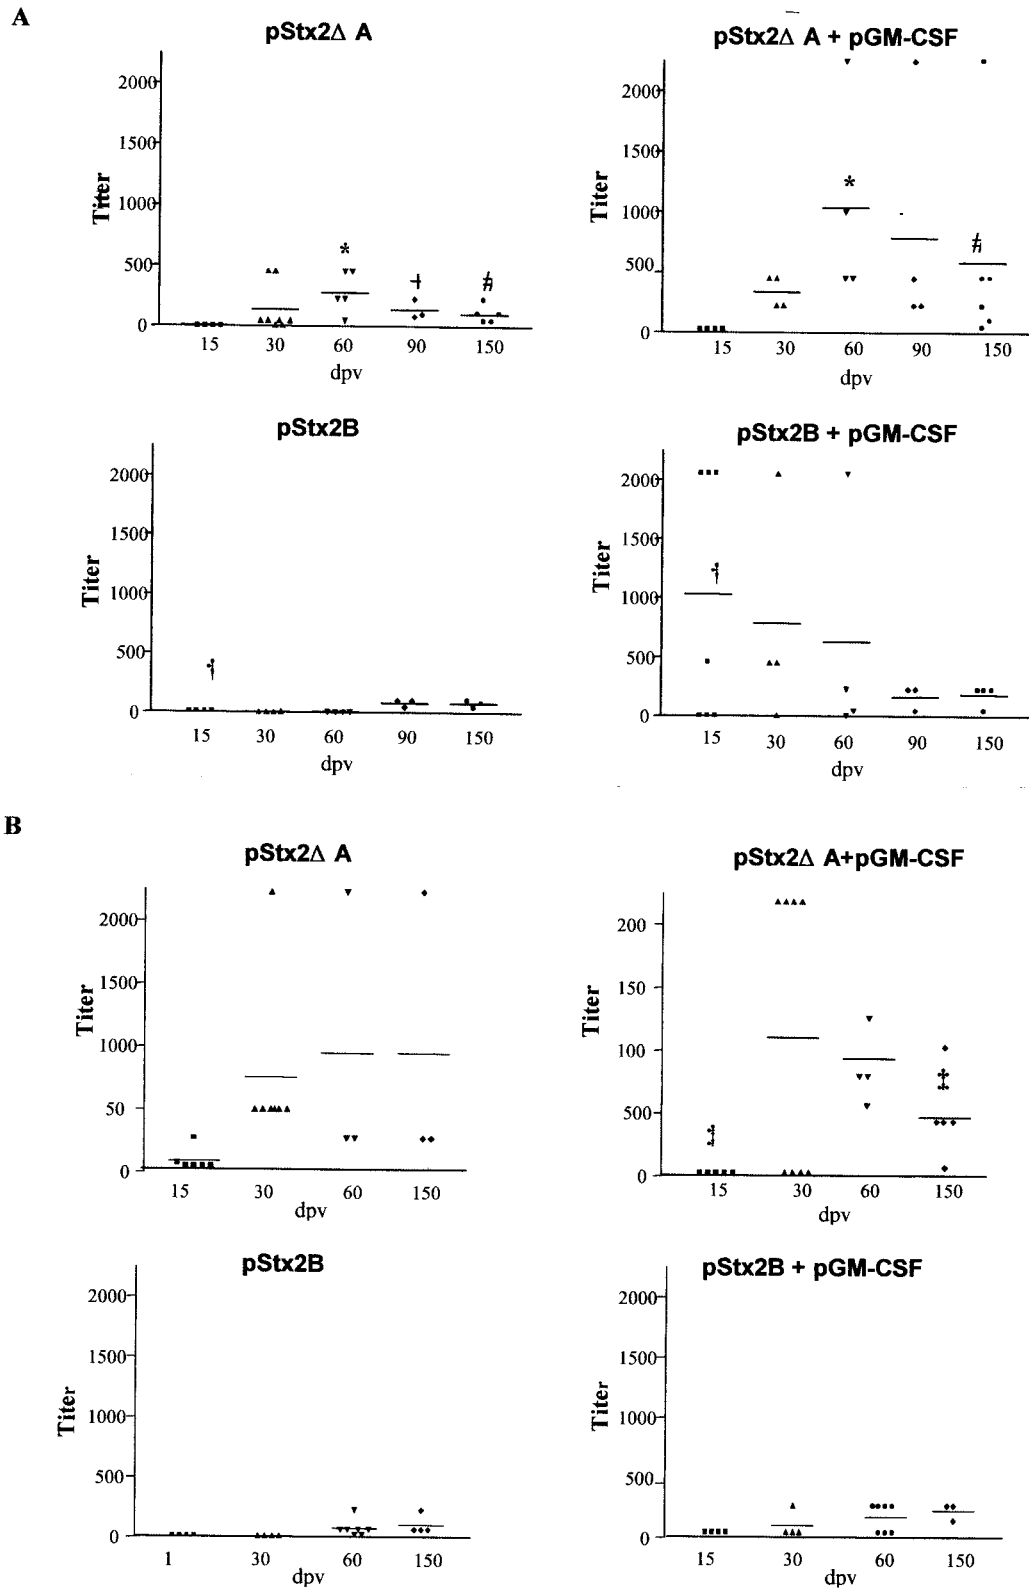 A
pStx2Δ A
2000
1500
1000
500
0
Titer
*
+
#
15 30 60 90 150
dpv
pStx2Δ A + pGM-CSF
2000
1500
1000
500
0
Titer
*
#
15 30 60 90 150
dpv
pStx2B
2000
1500
1000
500
0
Titer
15 30 60 90 150
dpv
pStx2B + pGM-CSF
2000
1500
1000
500
0
Titer
15 30 60 90 150
dpv
B
pStx2Δ A
2000
1500
1000
50
0
Titer
15 30 60 150
dpv
pStx2Δ A+pGM-CSF
200
150
100
500
0
Titer
‡
15 30 60 150
dpv
pStx2B
2000
1500
1000
500
0
Titer
1 30 60 150
dpv
pStx2B + pGM-CSF
2000
1500
1000
500
0
Titer
15 30 60 150
dpv